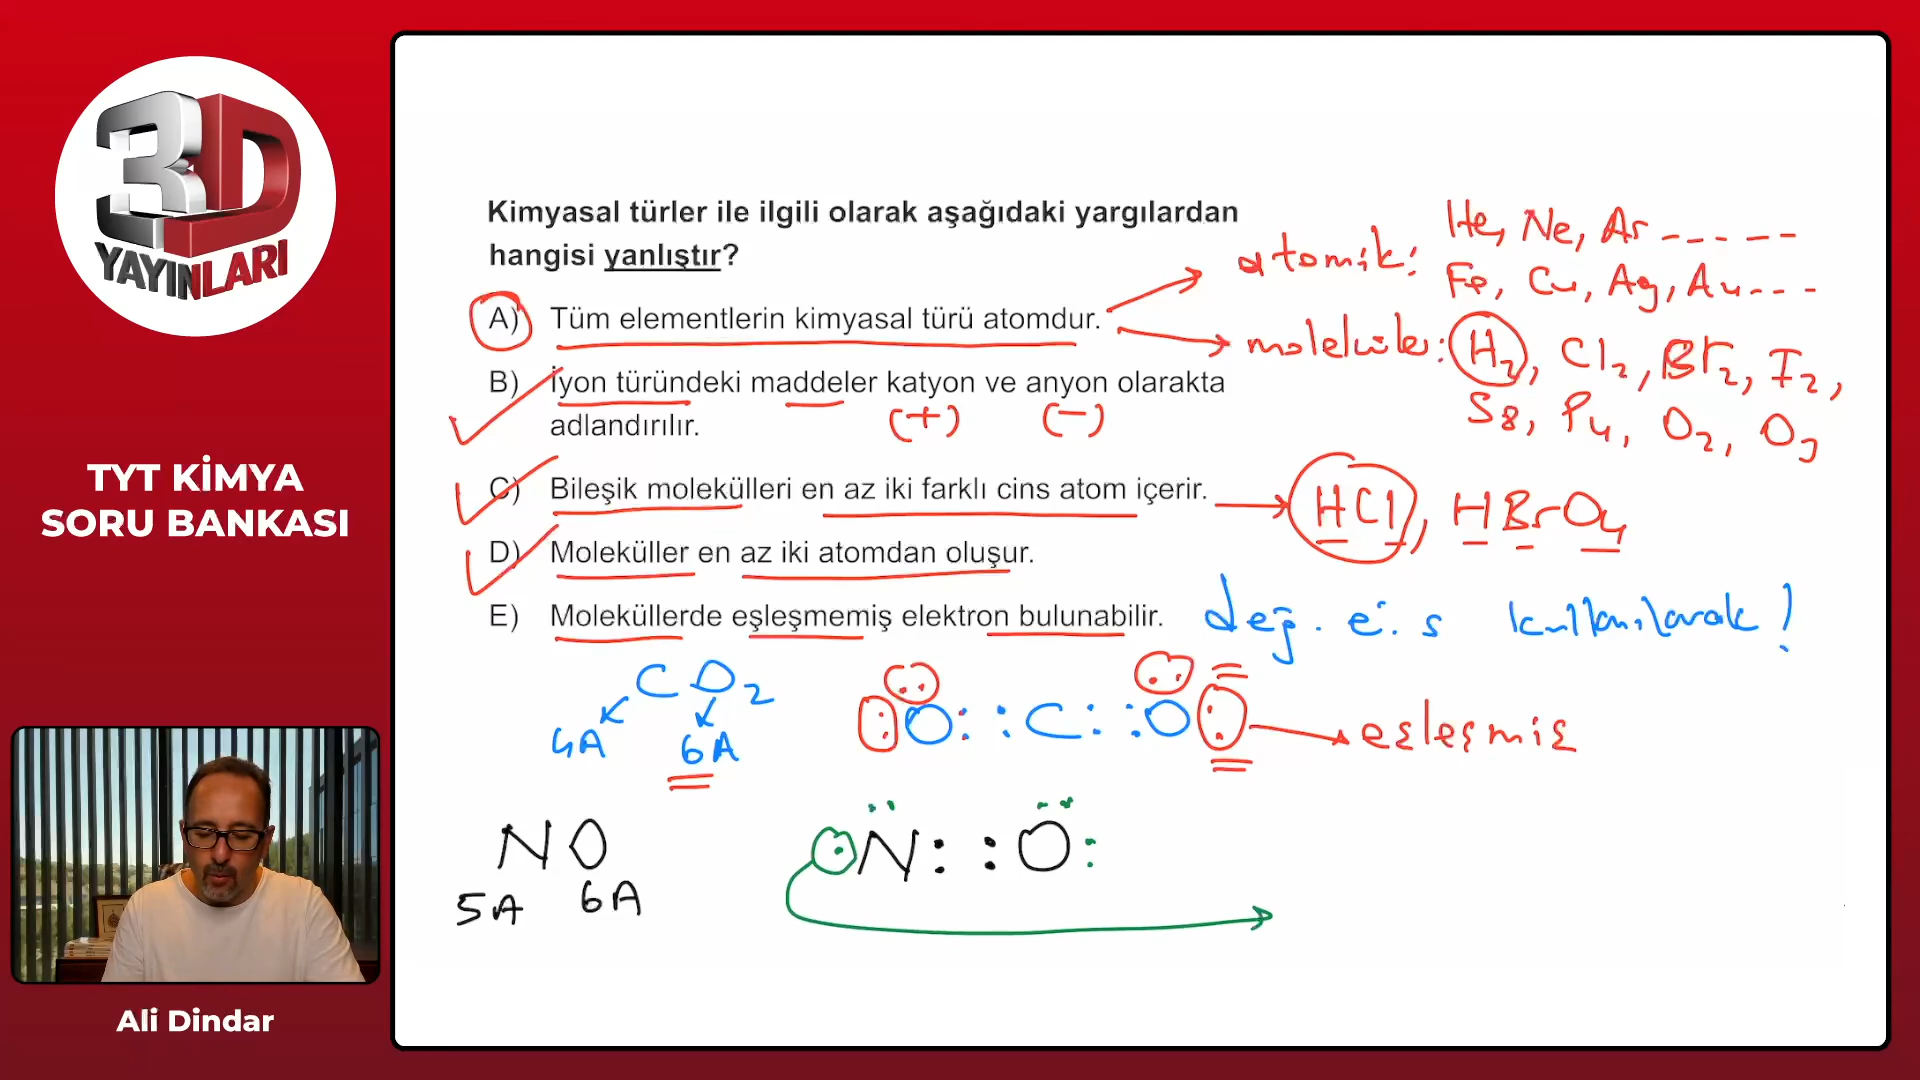 3D
YAYINLARI
TYT KİMYA
SORU BANKASI
Ali Dindar
Kimyasal türler ile ilgili olarak aşağıdaki yargılardan
hangisi yanlıştır?
A) Tüm elementlerin kimyasal türü atomdur.
B) İyon türündeki maddeler katyon ve anyon olarakta
adlandırılır.
(+) (-)
C) Bileşik molekülleri en az iki farklı cins atom içerir.
D) Moleküller en az iki atomdan oluşur.
E) Moleküllerde eşleşmemiş elektron bulunabilir.
atomik: He, Ne, Ar -----
Fe, Cu, Ag, Au---
moleküler: H2, Cl2, Br2, I2,
S8, P4, O2, O3
HCl, HBrO4
değ. e. s kullanılarak!
CO2
4A 6A
:O: :C: :O: eşleşmiş
NO
5A 6A
·N: :O: